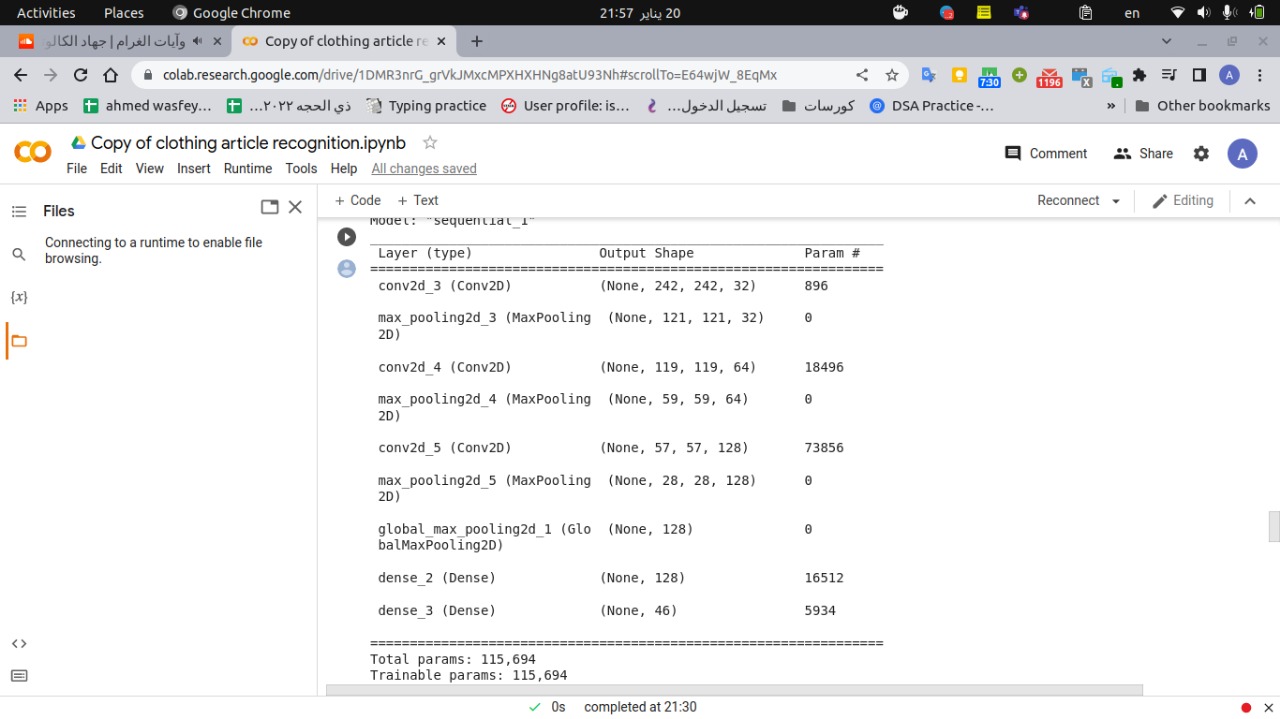 Activities Places Google Chrome 21:57 20 يناير en
وآيات الغرام | جهاد الكالو Copy of clothing article re
colab.research.google.com/drive/1DMR3nrG_grVkJMxcMPXHXHNg8atU93Nh#scrollTo=E64wjW_8EqMx 7:30 1196 X A
Apps ahmed wasfey... ذي الحجه ٢٠٢٢... Typing practice User profile: is... تسجيل الدخول... كورسات DSA Practice -... » Other bookmarks
Copy of clothing article recognition.ipynb
Comment Share A
File Edit View Insert Runtime Tools Help All changes saved
Files
+ Code + Text Reconnect Editing
Connecting to a runtime to enable file
browsing.
{x}
Model: "sequential_1"
Layer (type) Output Shape Param #
conv2d_3 (Conv2D) (None, 242, 242, 32) 896
max_pooling2d_3 (MaxPooling (None, 121, 121, 32) 0
2D)
conv2d_4 (Conv2D) (None, 119, 119, 64) 18496
max_pooling2d_4 (MaxPooling (None, 59, 59, 64) 0
2D)
conv2d_5 (Conv2D) (None, 57, 57, 128) 73856
max_pooling2d_5 (MaxPooling (None, 28, 28, 128) 0
2D)
global_max_pooling2d_1 (Glo (None, 128) 0
balMaxPooling2D)
dense_2 (Dense) (None, 128) 16512
dense_3 (Dense) (None, 46) 5934
Total params: 115,694
Trainable params: 115,694
0s completed at 21:30